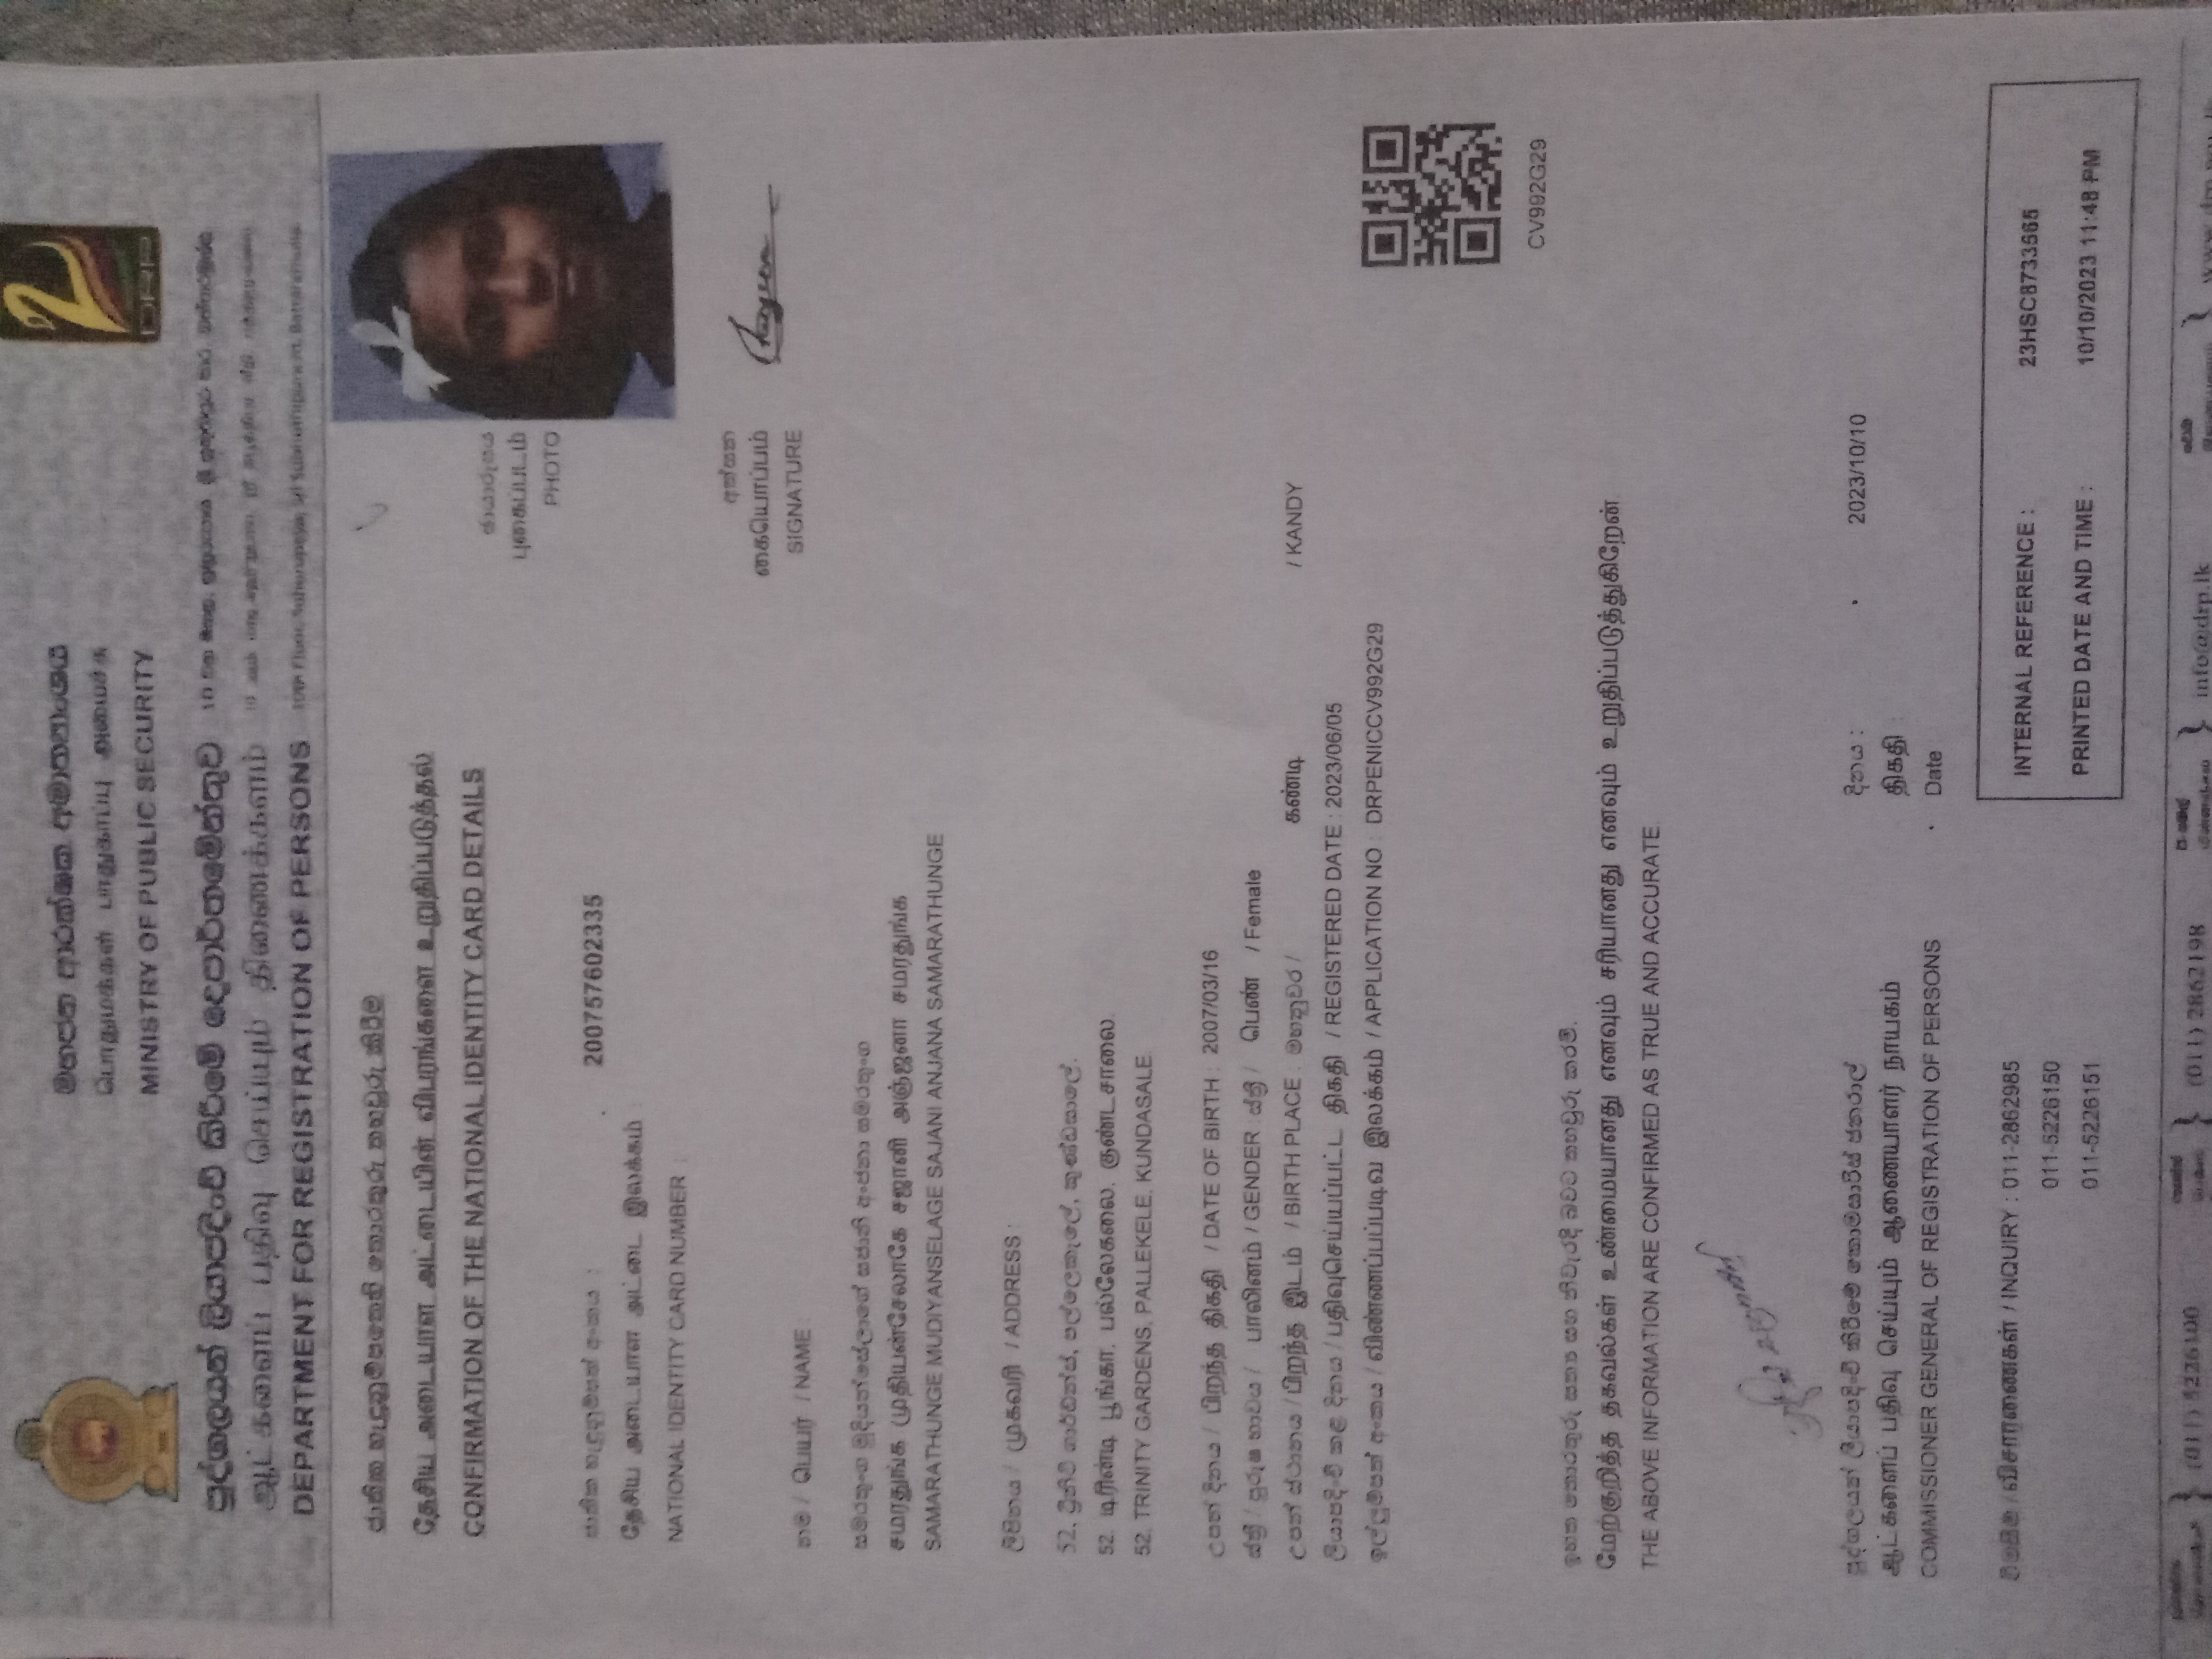 මහජන ආරක්ෂක අමාත්‍යාංශය
பொதுமக்கள் பாதுகாப்பு அமைச்சு
MINISTRY OF PUBLIC SECURITY
DRP
පුද්ගලයන් ලියාපදිංචි කිරීමේ දෙපාර්තමේන්තුව
ஆட்களைப் பதிவு செய்யும் திணைக்களம்
DEPARTMENT FOR REGISTRATION OF PERSONS
10th Floor, Suhurupaya, Sri Subhuthipura rd, Battaramulla
ජාතික හැඳුනුම්පතෙහි තොරතුරු තහවුරු කිරීම
தேசிய அடையாள அட்டையின் விபரங்களை உறுதிப்படுத்தல்
CONFIRMATION OF THE NATIONAL IDENTITY CARD DETAILS
ඡායාරූපය
புகைப்படம்
PHOTO
ජාතික හැඳුනුම්පත් අංකය : 200757602335
தேசிய அடையாள அட்டை இலக்கம்
NATIONAL IDENTITY CARD NUMBER :
අත්සන
கையொப்பம்
SIGNATURE
නම / பெயர் / NAME :
සමරතුංග මුදියන්සේලාගේ සජානි අංජනා සමරතුංග
சமரதுங்க முதியன்சேலாகே சஜானி அஞ்ஜனா சமரதுங்க
SAMARATHUNGE MUDIYANSELAGE SAJANI ANJANA SAMARATHUNGE
ලිපිනය / முகவரி / ADDRESS :
52, ට්‍රිනිටි ගාර්ඩන්ස්, පල්ලෙකැලේ, කුණ්ඩසාලේ.
52, டிரின்டி பூங்கா, பல்லேகலை, குண்டசாலை.
52, TRINITY GARDENS, PALLEKELE, KUNDASALE.
උපන් දිනය / பிறந்த திகதி / DATE OF BIRTH : 2007/03/16
ස්ත්‍රී / පුරුෂ භාවය / பாலினம் / GENDER : ස්ත්‍රී / பெண் / Female
උපන් ස්ථානය / பிறந்த இடம் / BIRTH PLACE : මහනුවර / கண்டி / KANDY
ලියාපදිංචි කළ දිනය / பதிவுசெய்யப்பட்ட திகதி / REGISTERED DATE : 2023/06/05
ඉල්ලුම්පත් අංකය / விண்ணப்பப்படிவ இலக்கம் / APPLICATION NO : DRPENICCV992G29
CV992G29
ඉහත තොරතුරු සත්‍ය සහ නිවැරදි බවට තහවුරු කරමි.
மேற்குறித்த தகவல்கள் உண்மையானது எனவும் சரியானது எனவும் உறுதிப்படுத்துகிறேன்
THE ABOVE INFORMATION ARE CONFIRMED AS TRUE AND ACCURATE
පුද්ගලයන් ලියාපදිංචි කිරීමේ කොමසාරිස් ජනරාල්
ஆட்களைப் பதிவு செய்யும் ஆணையாளர் நாயகம்
COMMISSIONER GENERAL OF REGISTRATION OF PERSONS
දිනය : 2023/10/10
திகதி :
Date
විමසීම / விசாரணைகள் / INQUIRY : 011-2862985
011-5226150
011-5226151
INTERNAL REFERENCE : 23HSC8733565
PRINTED DATE AND TIME : 10/10/2023 11:48 PM
(011) 5226100
(011) 2862198
info@drp.lk
www.drp.gov.lk